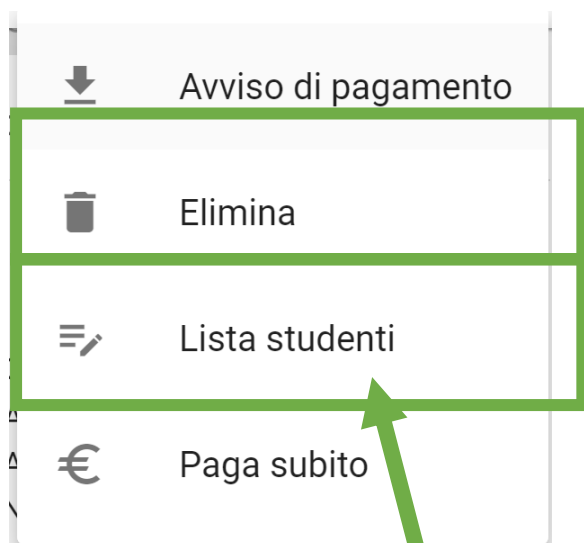 Avviso di pagamento
Elimina
Lista studenti
Paga subito